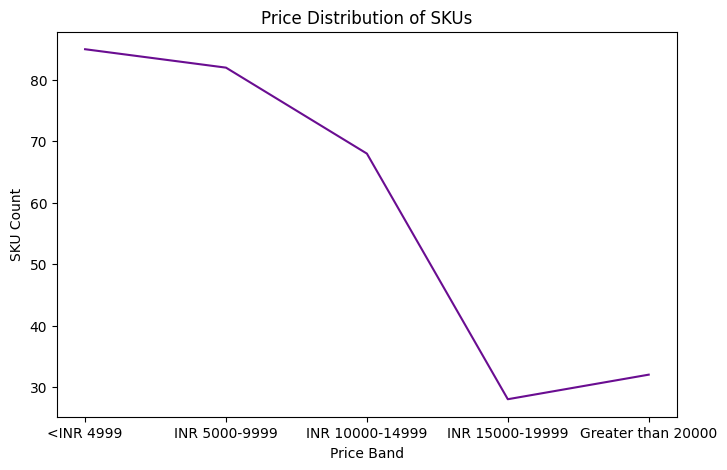 Price Distribution of SKUs
80
70
60
50
40
30
SKU Count
<INR 4999
INR 5000-9999
INR 10000-14999
INR 15000-19999
Greater than 20000
Price Band